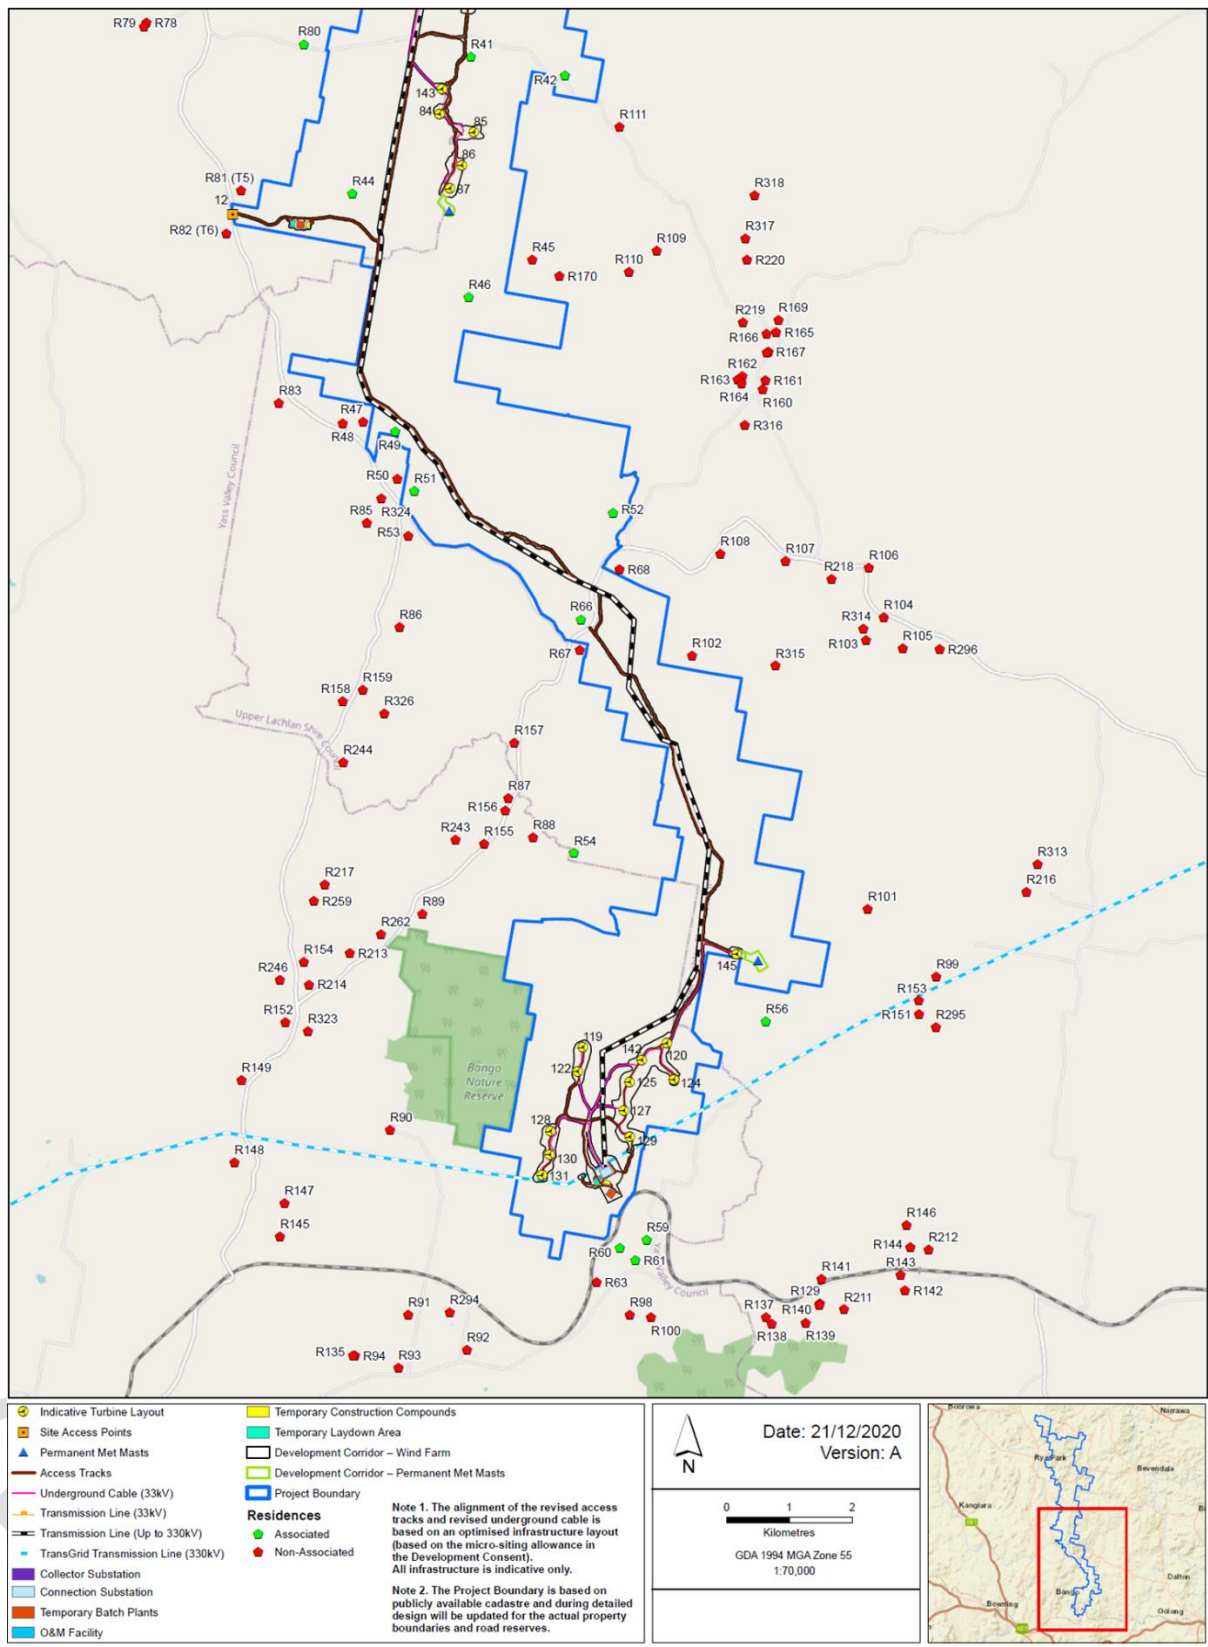 R79 R78
R80
R41
R42
143
84
R111
85
86
R81 (T5)
R44
87
R318
12
R82 (T6)
R317
R109
R45
R110
R170
R220
R46
R219
R169
R166
R165
R167
R162
R163
R161
R164
R160
R83
R47
R48
R316
R49
Yass Valley Council
R50
R51
R85
R324
R52
R53
R108
R107
R106
R68
R218
R66
R104
R86
R314
R103
R105
R296
R67
R102
R315
R159
R158
R326
Upper Lachlan Shire Council
R157
R244
R87
R156
R243
R155
R88
R54
R313
R217
R216
R259
R89
R101
R262
R154
R213
145
R246
R214
R99
R153
R152
R323
R56
R151
R295
119
142
120
R149
122
Bango
Nature
Reserve
125
124
127
128
R90
129
130
R148
131
R147
R145
R59
R146
R60
R61
R144
R212
Yass Valley Council
R143
R63
R141
R142
R91
R294
R98
R100
R137
R129
R140
R211
R138
R139
R92
R135
R94
R93
Indicative Turbine Layout
Site Access Points
Permanent Met Masts
Access Tracks
Underground Cable (33kV)
Transmission Line (33kV)
Transmission Line (Up to 330kV)
TransGrid Transmission Line (330kV)
Collector Substation
Connection Substation
Temporary Batch Plants
O&M Facility
Temporary Construction Compounds
Temporary Laydown Area
Development Corridor – Wind Farm
Development Corridor – Permanent Met Masts
Project Boundary
Residences
Associated
Non-Associated
Note 1. The alignment of the revised access
tracks and revised underground cable is
based on an optimised infrastructure layout
(based on the micro-siting allowance in
the Development Consent).
All infrastructure is indicative only.
Note 2. The Project Boundary is based on
publicly available cadastre and during detailed
design will be updated for the actual property
boundaries and road reserves.
N
Date: 21/12/2020
Version: A
0 1 2
Kilometres
GDA 1994 MGA Zone 55
1:70,000
Boorowa
Narrawa
Rye Park
Bevendale
Kangiara
Dalton
Bango
Bowning
Oolong